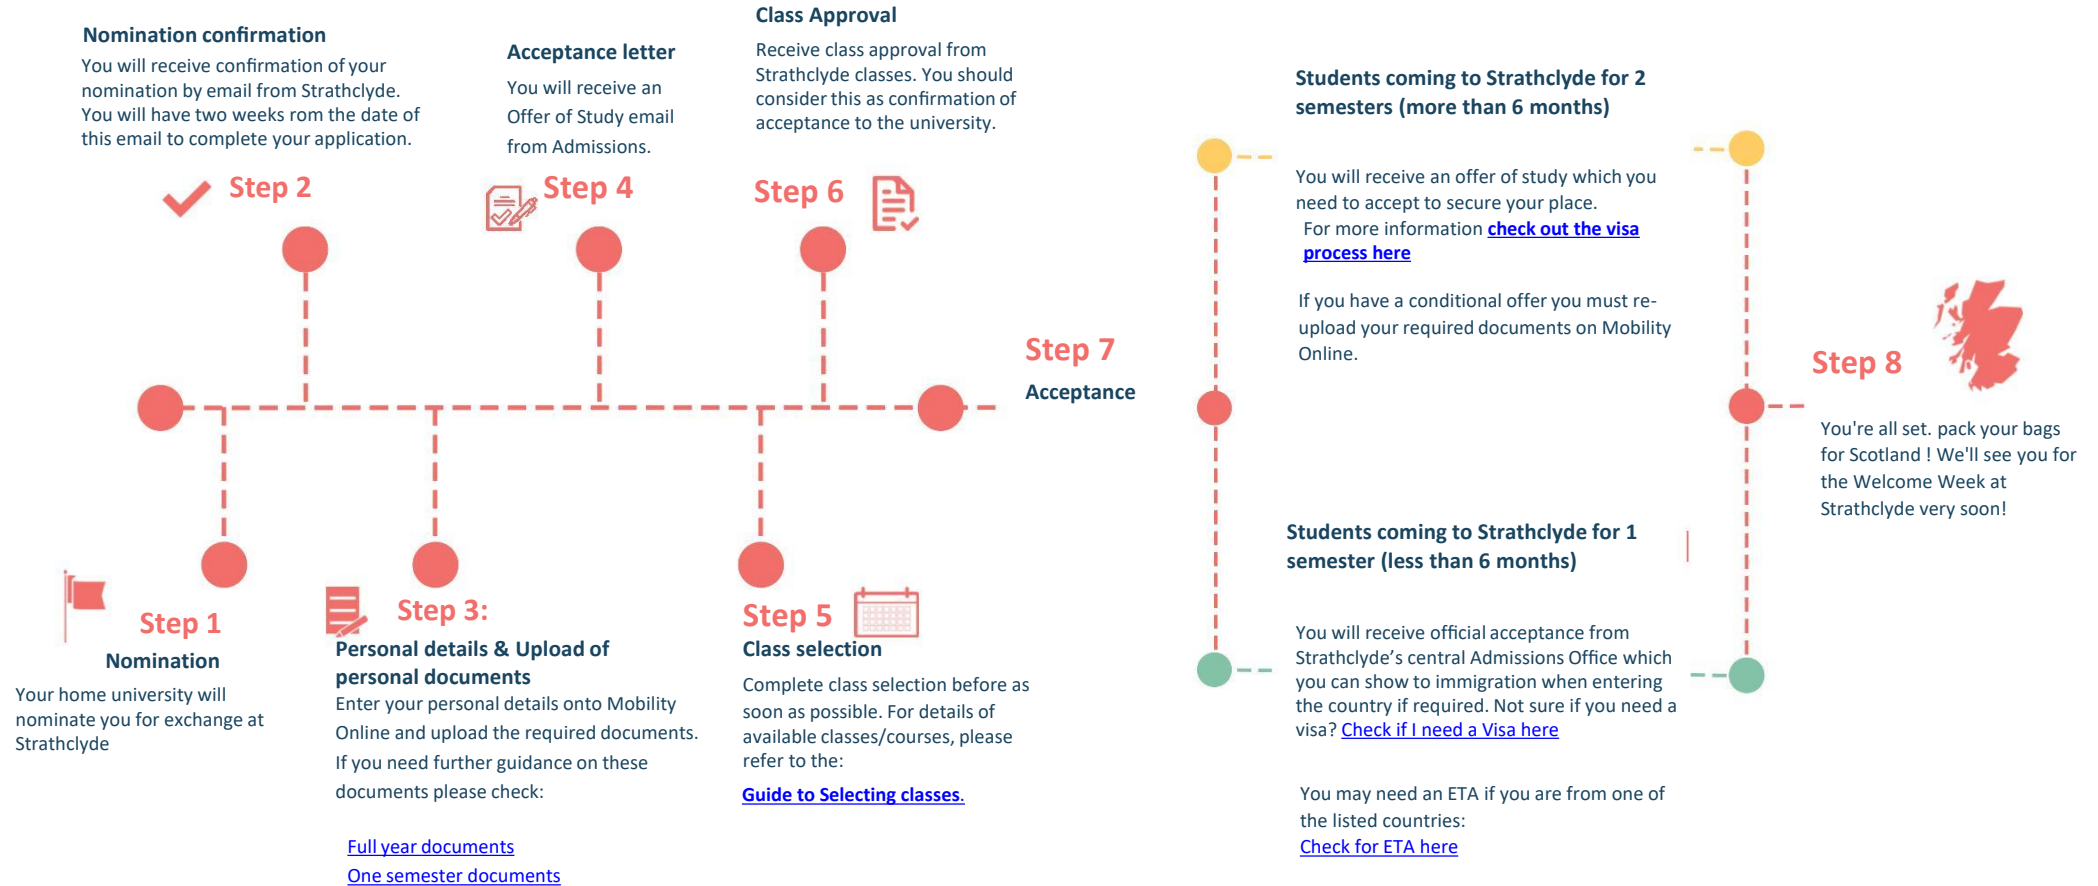 Step 1
Nomination
Your home university will
nominate you for exchange at
Strathclyde
Nomination confirmation
You will receive confirmation of your
nomination by email from Strathclyde.
You will have two weeks rom the date of
this email to complete your application.
Step 2
Step 3:
Personal details & Upload of
personal documents
Enter your personal details onto Mobility
Online and upload the required documents.
If you need further guidance on these
documents please check:
Full year documents
One semester documents
Acceptance letter
You will receive an
Offer of Study email
from Admissions.
Step 4
Step 5
Class selection
Complete class selection before as
soon as possible. For details of
available classes/courses, please
refer to the:
Guide to Selecting classes.
Class Approval
Receive class approval from
Strathclyde classes. You should
consider this as confirmation of
acceptance to the university.
Step 6
Step 7
Acceptance
Students coming to Strathclyde for 2
semesters (more than 6 months)
You will receive an offer of study which you
need to accept to secure your place.
For more information check out the visa
process here
If you have a conditional offer you must re-
upload your required documents on Mobility
Online.
Students coming to Strathclyde for 1
semester (less than 6 months)
You will receive official acceptance from
Strathclyde’s central Admissions Office which
you can show to immigration when entering
the country if required. Not sure if you need a
visa? Check if I need a Visa here
You may need an ETA if you are from one of
the listed countries:
Check for ETA here
Step 8
You're all set. pack your bags
for Scotland ! We'll see you for
the Welcome Week at
Strathclyde very soon!